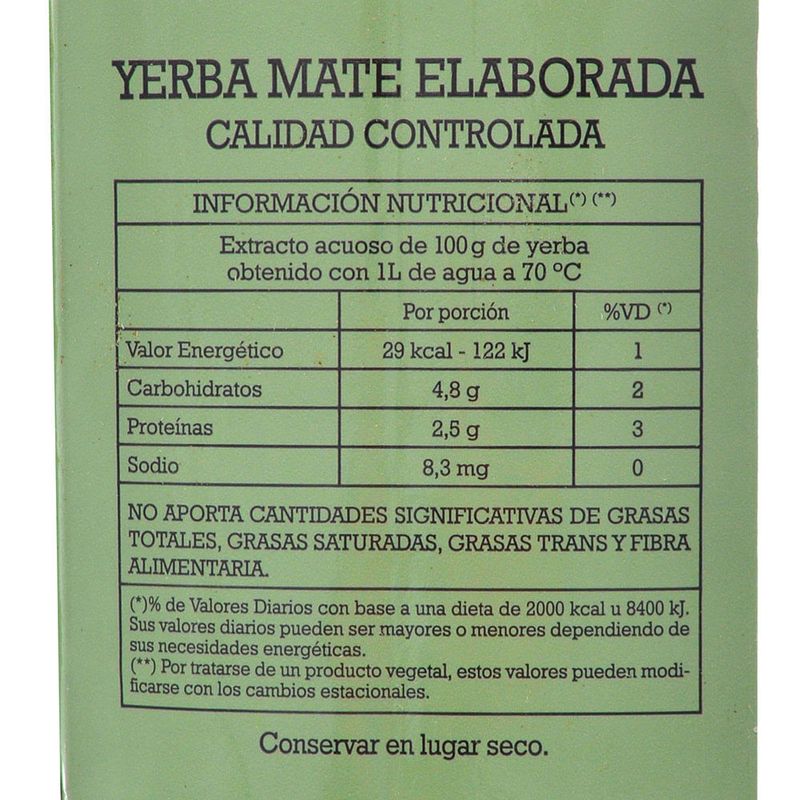 YERBA MATE ELABORADA
CALIDAD CONTROLADA
INFORMACIÓN NUTRICIONAL(*) (**)
Extracto acuoso de 100 g de yerba
obtenido con 1L de agua a 70 ºC
Por porción %VD (*)
Valor Energético 29 kcal - 122 kJ 1
Carbohidratos 4,8 g 2
Proteínas 2,5 g 3
Sodio 8,3 mg 0
NO APORTA CANTIDADES SIGNIFICATIVAS DE GRASAS
TOTALES, GRASAS SATURADAS, GRASAS TRANS Y FIBRA
ALIMENTARIA.
(*)% de Valores Diarios con base a una dieta de 2000 kcal u 8400 kJ.
Sus valores diarios pueden ser mayores o menores dependiendo de
sus necesidades energéticas.
(**) Por tratarse de un producto vegetal, estos valores pueden modi-
ficarse con los cambios estacionales.
Conservar en lugar seco.